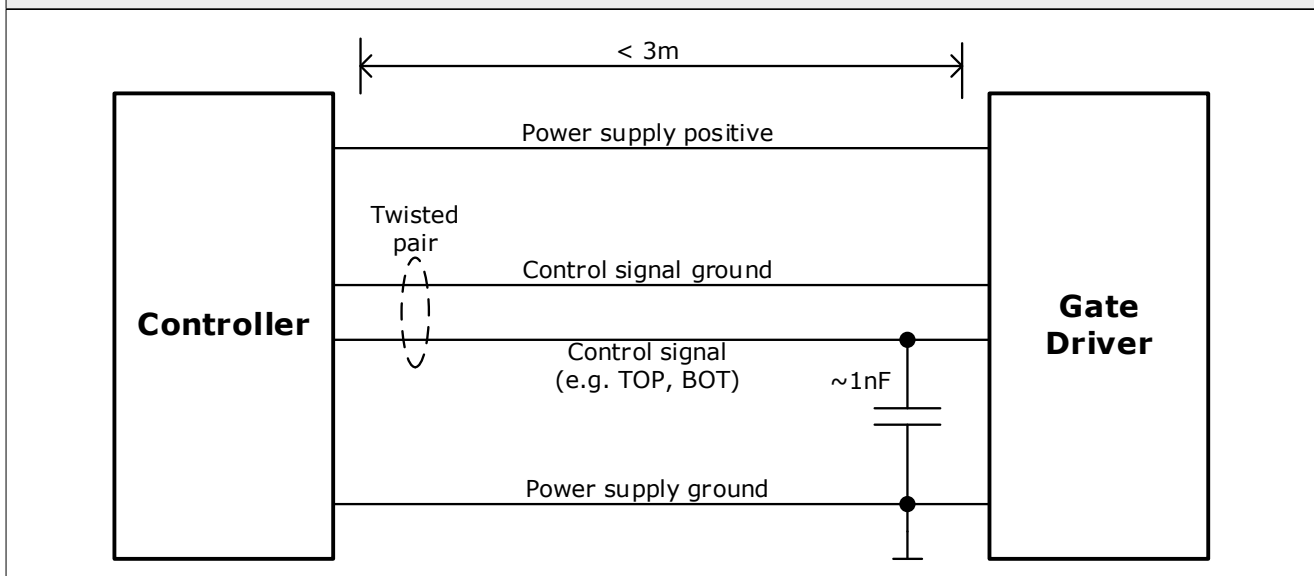 < 3m
Power supply positive
Twisted
pair
Control signal ground
Controller
Gate
Driver
Control signal
(e.g. TOP, BOT)
~1nF
Power supply ground